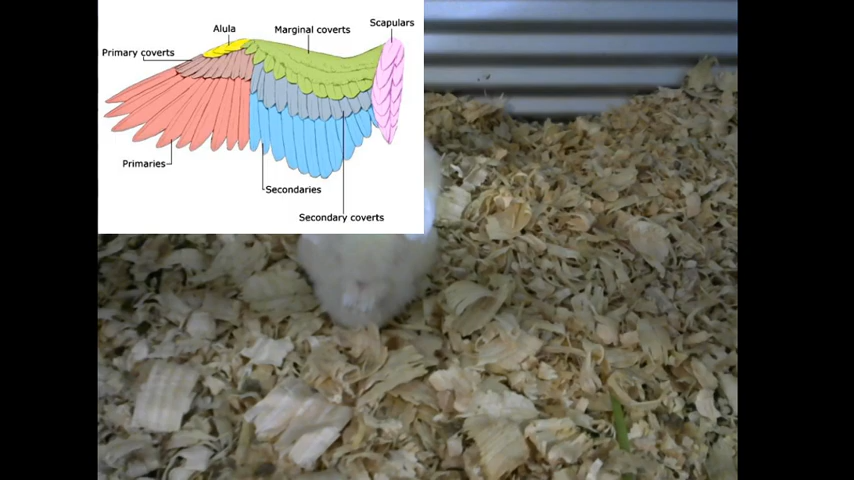 Scapulars
Alula
Marginal coverts
Primary coverts
Primaries
Secondaries
Secondary coverts